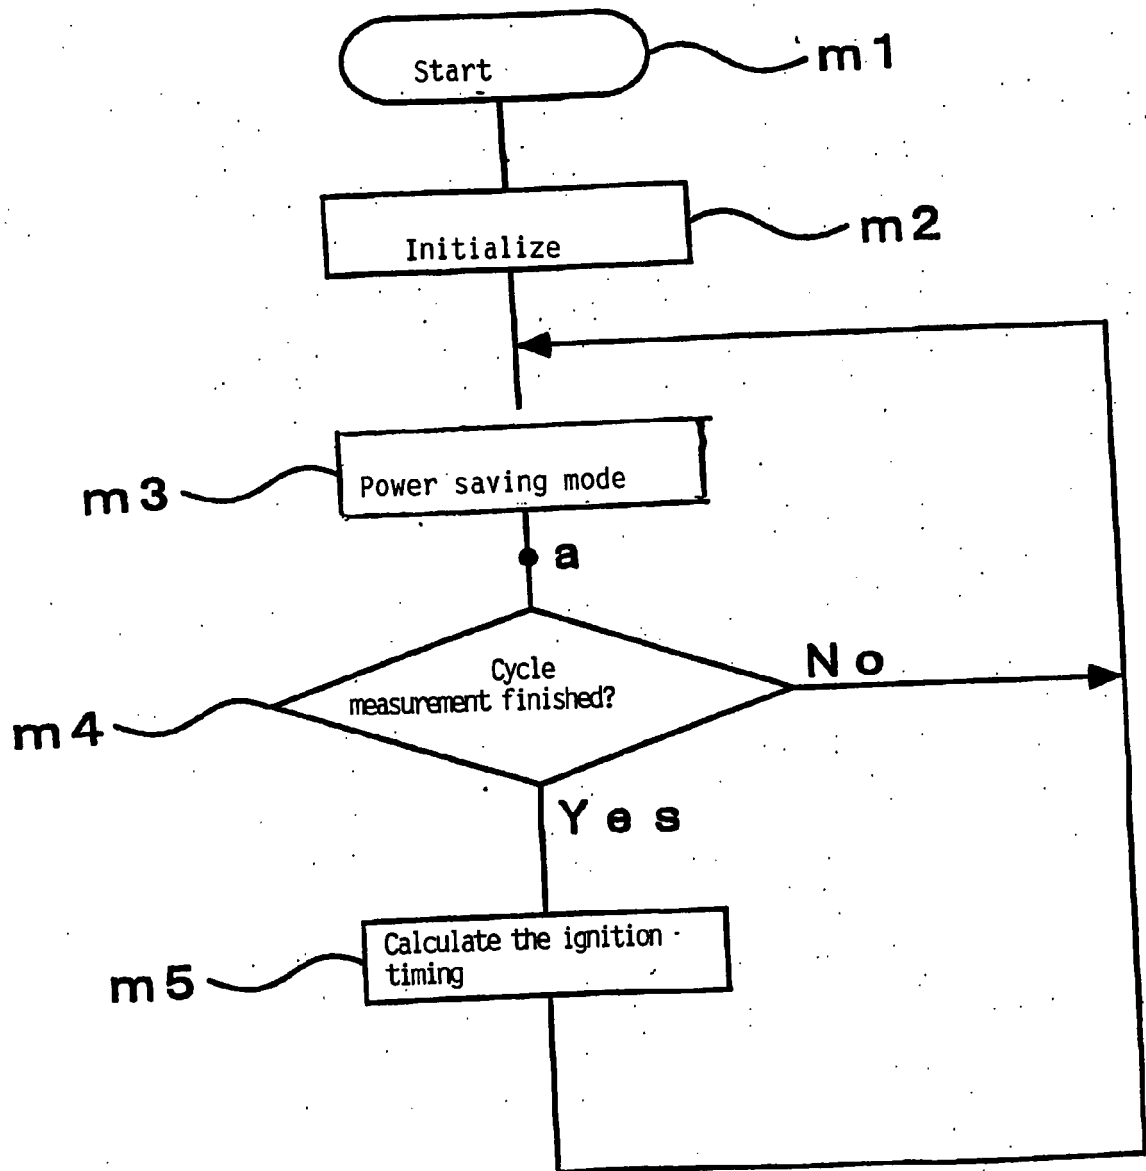 Start
m1
Initialize
m2
m3
Power saving mode
a
Cycle
measurement finished?
No
m4
Yes
Calculate the ignition
timing
m5